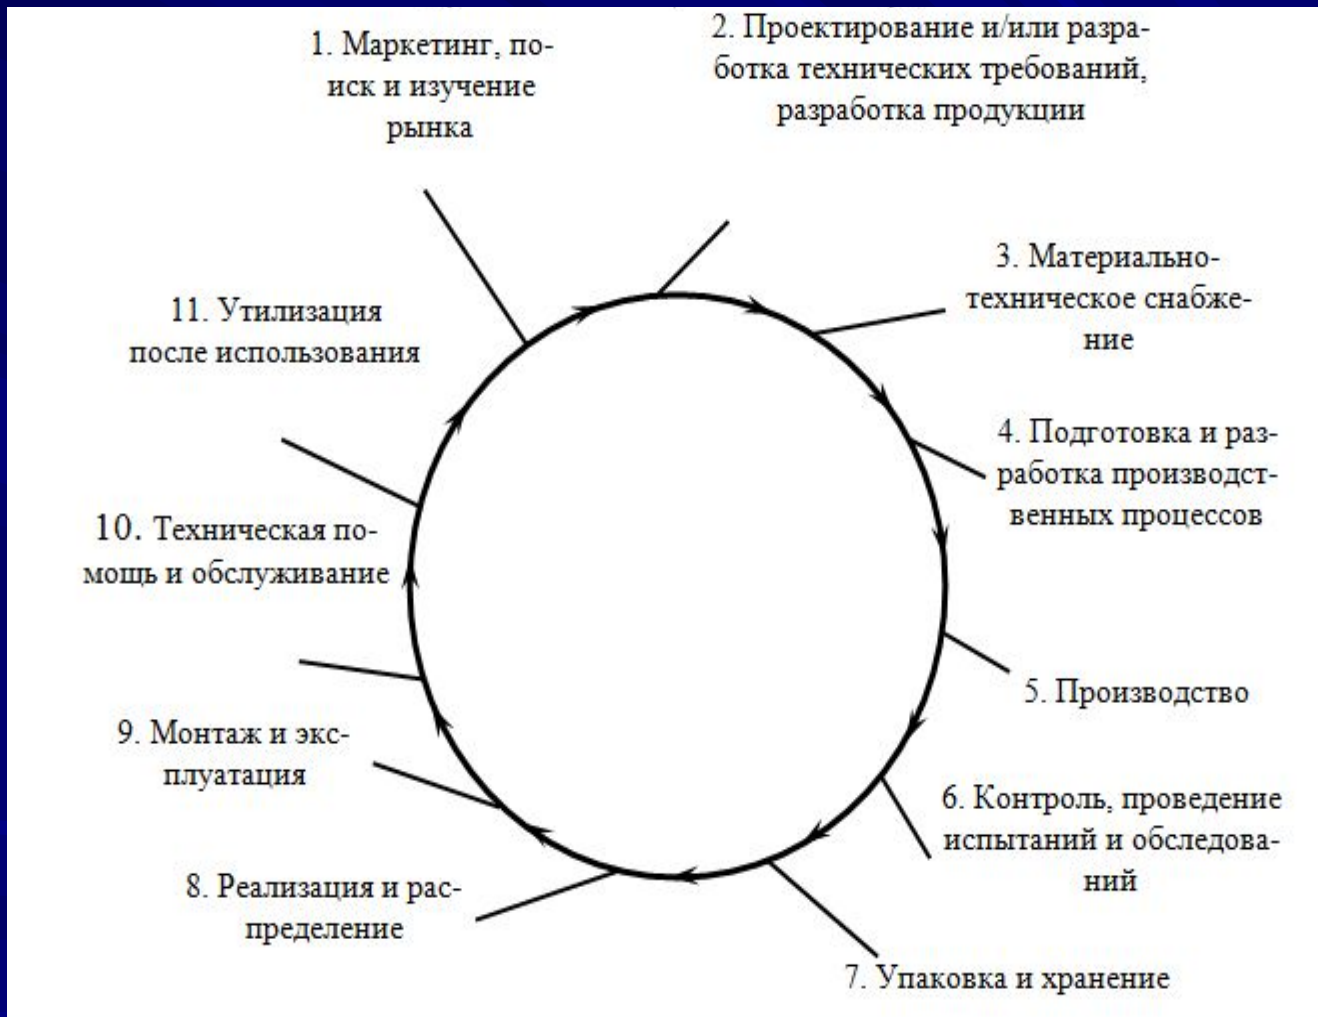 1. Маркетинг, по-
иск и изучение
рынка
2. Проектирование и/или разра-
ботка технических требований,
разработка продукции
3. Материально-
техническое снабже-
ние
4. Подготовка и раз-
работка производст-
венных процессов
5. Производство
6. Контроль, проведение
испытаний и обследова-
ний
7. Упаковка и хранение
8. Реализация и рас-
пределение
9. Монтаж и экс-
плуатация
10. Техническая по-
мощь и обслуживание
11. Утилизация
после использования